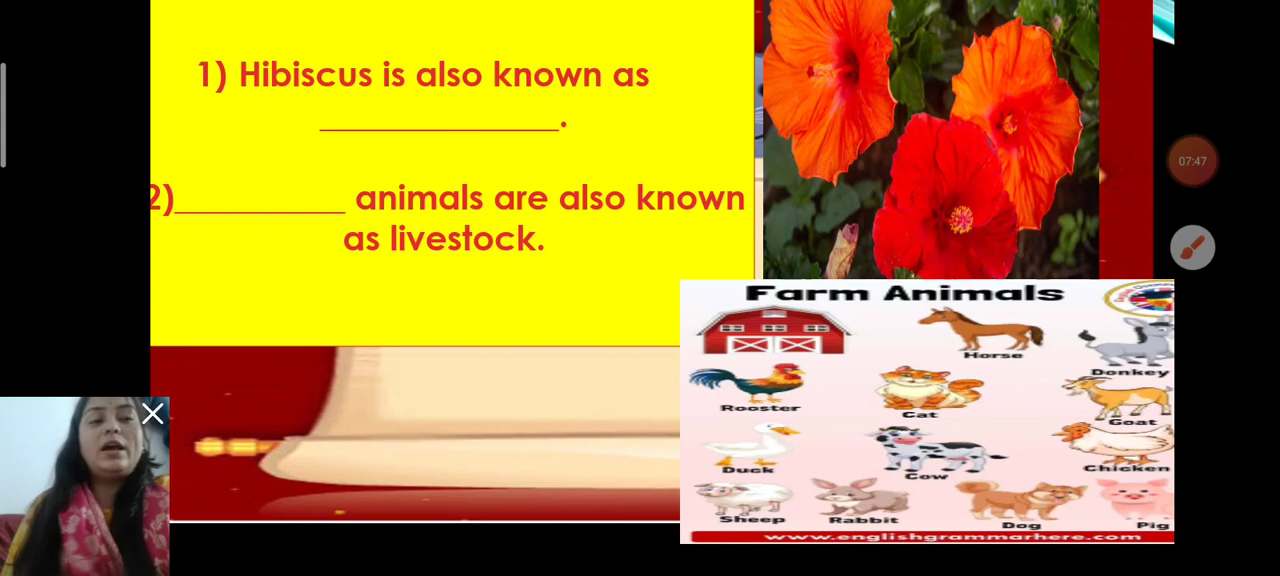 1) Hibiscus is also known as
______________.
2)__________ animals are also known
as livestock.
07:47
Farm Animals
Horse
Donkey
Rooster
Cat
Goat
Duck
Cow
Chicken
Sheep
Rabbit
Dog
Pig
www.englishgrammarhere.com